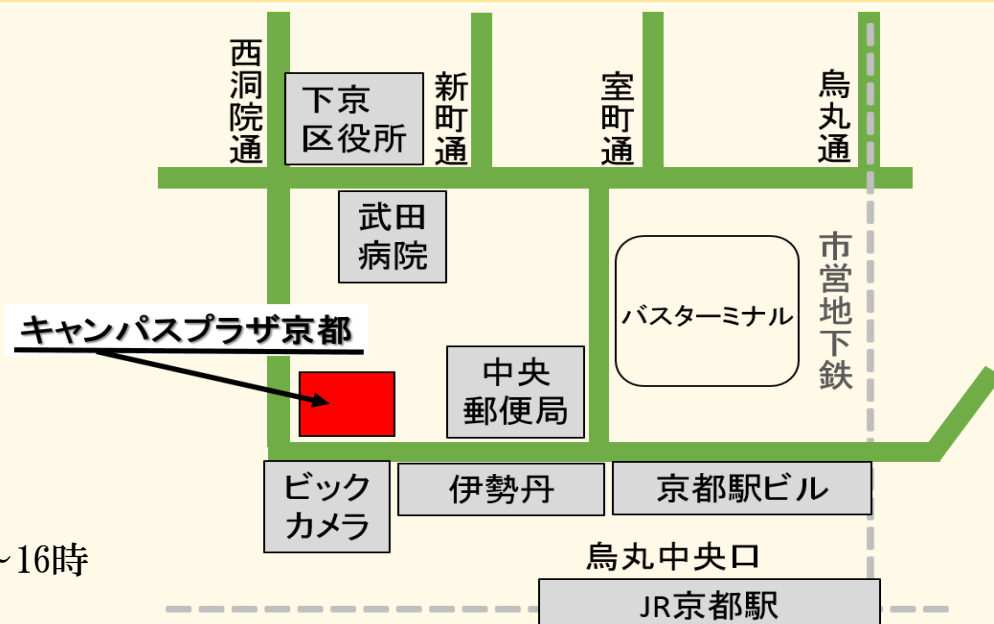 西洞院通
下京
区役所
新町通
室町通
烏丸通
武田
病院
市営地下鉄
バスターミナル
キャンパスプラザ京都
中央
郵便局
ビック
カメラ
伊勢丹
京都駅ビル
~16時
烏丸中央口
JR京都駅